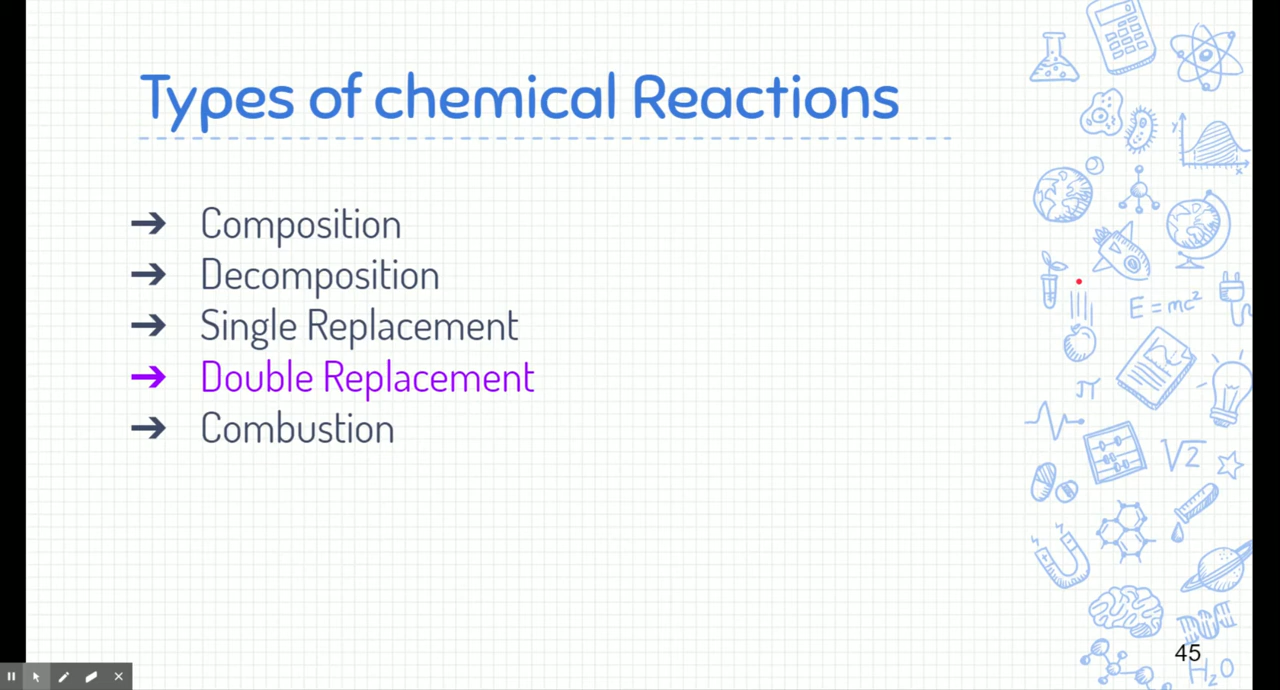 Types of chemical Reactions
➔ Composition
➔ Decomposition
➔ Single Replacement
➔ Double Replacement
➔ Combustion
y
x
E = mc²
π
√2
45
H₂O